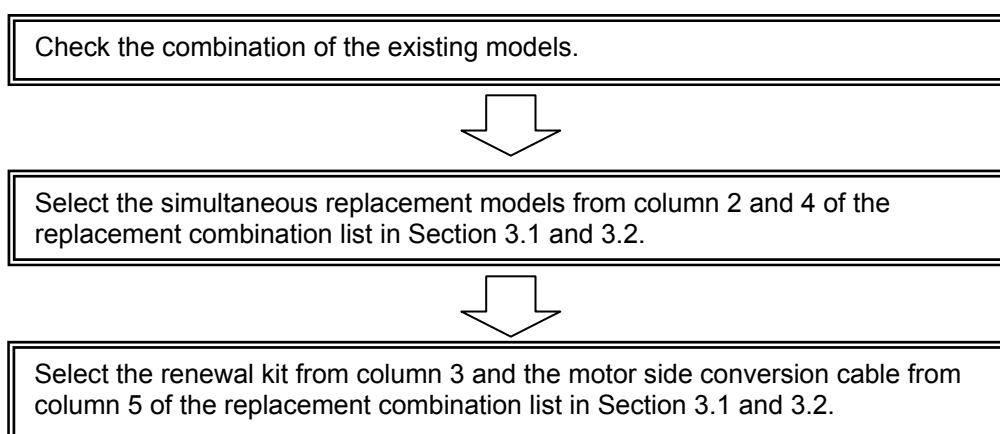 Check the combination of the existing models.
Select the simultaneous replacement models from column 2 and 4 of the
replacement combination list in Section 3.1 and 3.2.
Select the renewal kit from column 3 and the motor side conversion cable from
column 5 of the replacement combination list in Section 3.1 and 3.2.